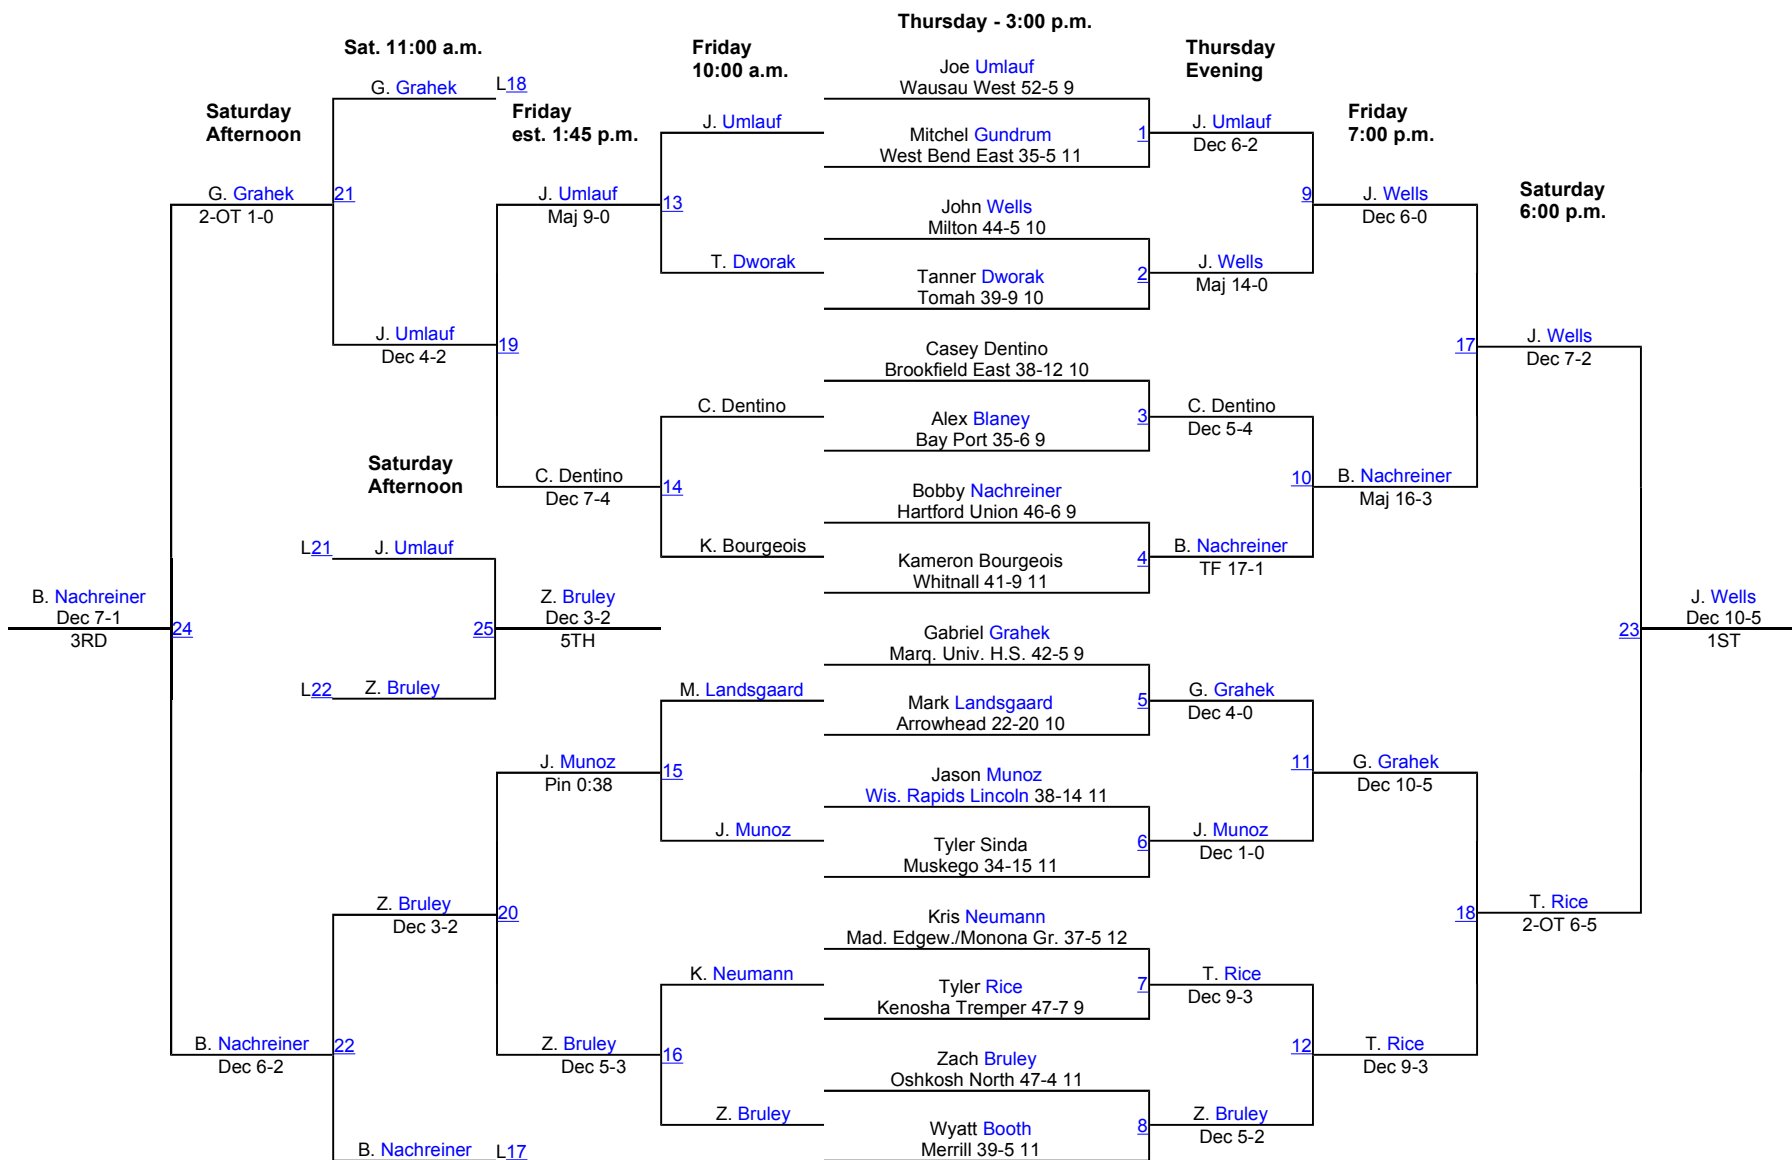 Thursday - 3:00 p.m.
Sat. 11:00 a.m.
Friday
10:00 a.m.
Thursday
Evening
Joe Umlauf
Wausau West 52-5 9
G. Grahek L18
Saturday
Afternoon
Friday
est. 1:45 p.m.
J. Umlauf
Mitchel Gundrum
West Bend East 35-5 11
1
J. Umlauf
Dec 6-2
Friday
7:00 p.m.
G. Grahek
2-OT 1-0
21
J. Umlauf
Maj 9-0
13
John Wells
Milton 44-5 10
9
J. Wells
Dec 6-0
Saturday
6:00 p.m.
T. Dworak
Tanner Dworak
Tomah 39-9 10
2
J. Wells
Maj 14-0
J. Umlauf
Dec 4-2
19
Casey Dentino
Brookfield East 38-12 10
17
J. Wells
Dec 7-2
C. Dentino
Alex Blaney
Bay Port 35-6 9
3
C. Dentino
Dec 5-4
Saturday
Afternoon
C. Dentino
Dec 7-4
14
Bobby Nachreiner
Hartford Union 46-6 9
10
B. Nachreiner
Maj 16-3
L21 J. Umlauf
K. Bourgeois
Kameron Bourgeois
Whitnall 41-9 11
4
B. Nachreiner
TF 17-1
B. Nachreiner
Dec 7-1
3RD
24
25
Z. Bruley
Dec 3-2
5TH
Gabriel Grahek
Marq. Univ. H.S. 42-5 9
23
J. Wells
Dec 10-5
1ST
L22 Z. Bruley
M. Landsgaard
Mark Landsgaard
Arrowhead 22-20 10
5
G. Grahek
Dec 4-0
J. Munoz
Pin 0:38
15
Jason Munoz
Wis. Rapids Lincoln 38-14 11
11
G. Grahek
Dec 10-5
J. Munoz
Tyler Sinda
Muskego 34-15 11
6
J. Munoz
Dec 1-0
Z. Bruley
Dec 3-2
20
Kris Neumann
Mad. Edgew./Monona Gr. 37-5 12
18
T. Rice
2-OT 6-5
K. Neumann
Tyler Rice
Kenosha Tremper 47-7 9
7
T. Rice
Dec 9-3
B. Nachreiner
Dec 6-2
22
Z. Bruley
Dec 5-3
16
Zach Bruley
Oshkosh North 47-4 11
12
T. Rice
Dec 9-3
Z. Bruley
Wyatt Booth
Merrill 39-5 11
8
Z. Bruley
Dec 5-2
B. Nachreiner L17